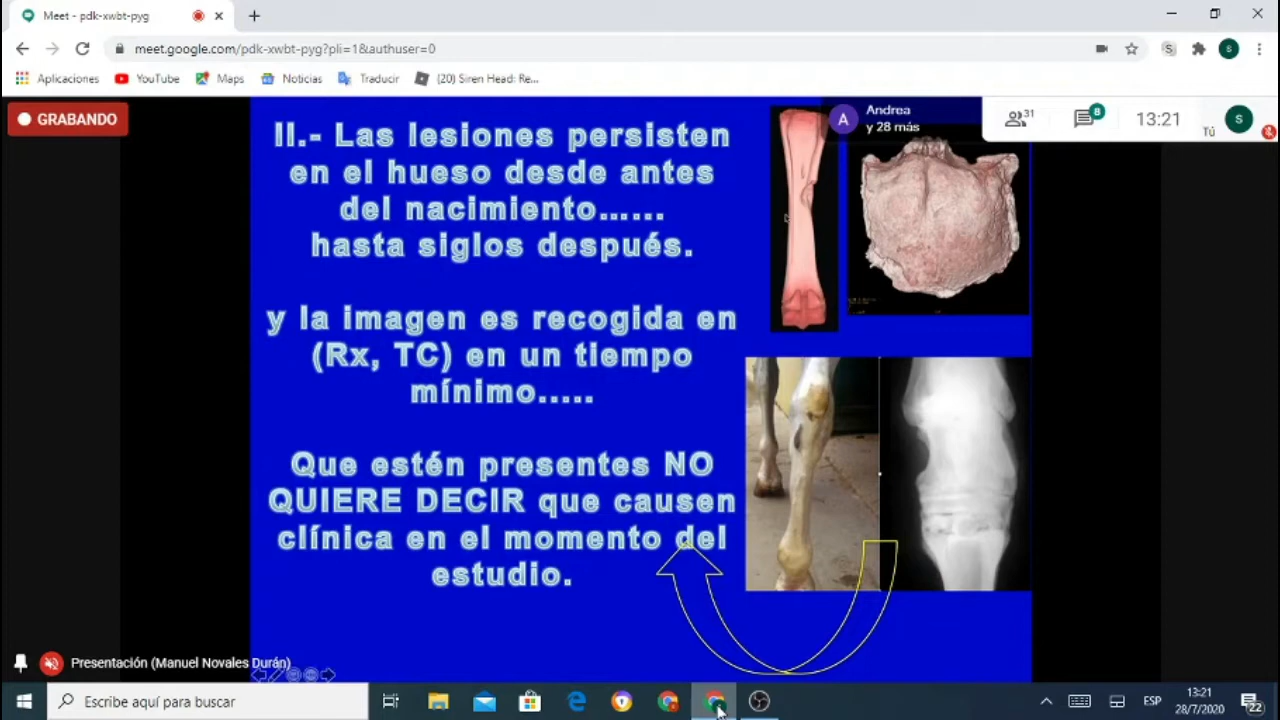 Meet - pdk-xwbt-pyg
meet.google.com/pdk-xwbt-pyg?pli=1&authuser=0
S
s
Aplicaciones
YouTube
Maps
Noticias
Traducir
(20) Siren Head: Re...
GRABANDO
A
Andrea
y 28 más
31
8
13:21
Tú
S
II.- Las lesiones persisten
en el hueso desde antes
del nacimiento......
hasta siglos después.
y la imagen es recogida en
(Rx, TC) en un tiempo
mínimo.....
Que estén presentes NO
QUIERE DECIR que causen
clínica en el momento del
estudio.
Presentación (Manuel Novales Durán)
Escribe aquí para buscar
ESP
13:21
28/7/2020
22